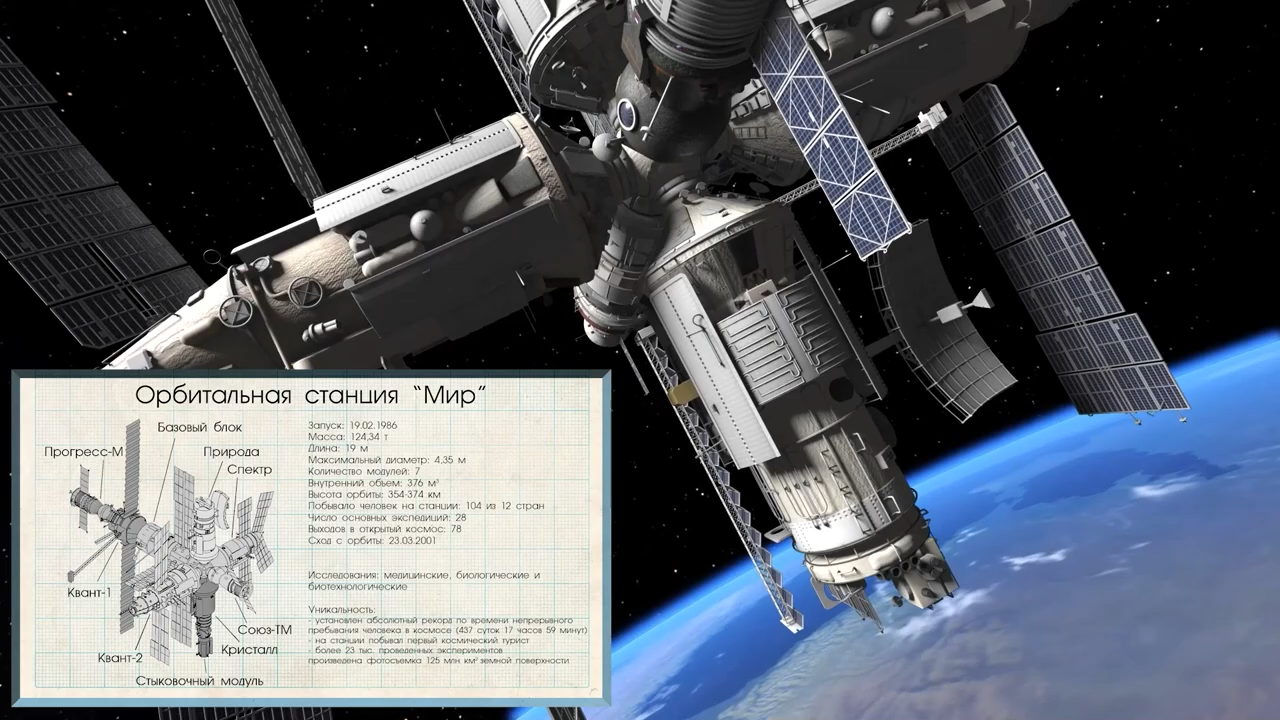 Орбитальная станция “Мир”
Базовый блок
Прогресс-М
Природа
Спектр
Квант-1
Союз-ТМ
Кристалл
Квант-2
Стыковочный модуль
Запуск: 19.02.1986
Масса: 124,34 т
Длина: 19 м
Максимальный диаметр: 4,35 м
Количество модулей: 7
Внутренний объем: 376 м³
Высота орбиты: 354-374 км
Побывало человек на станции: 104 из 12 стран
Число основных экспедиций: 28
Выходов в открытый космос: 78
Сход с орбиты: 23.03.2001
Исследования: медицинские, биологические и
биотехнологические
Уникальность:
- установлен абсолютный рекорд по времени непрерывного
пребывания человека в космосе (437 суток 17 часов 59 минут)
- на станции побывал первый космический турист
- более 23 тыс. проведенных экспериментов
произведена фотосъемка 125 млн км² земной поверхности